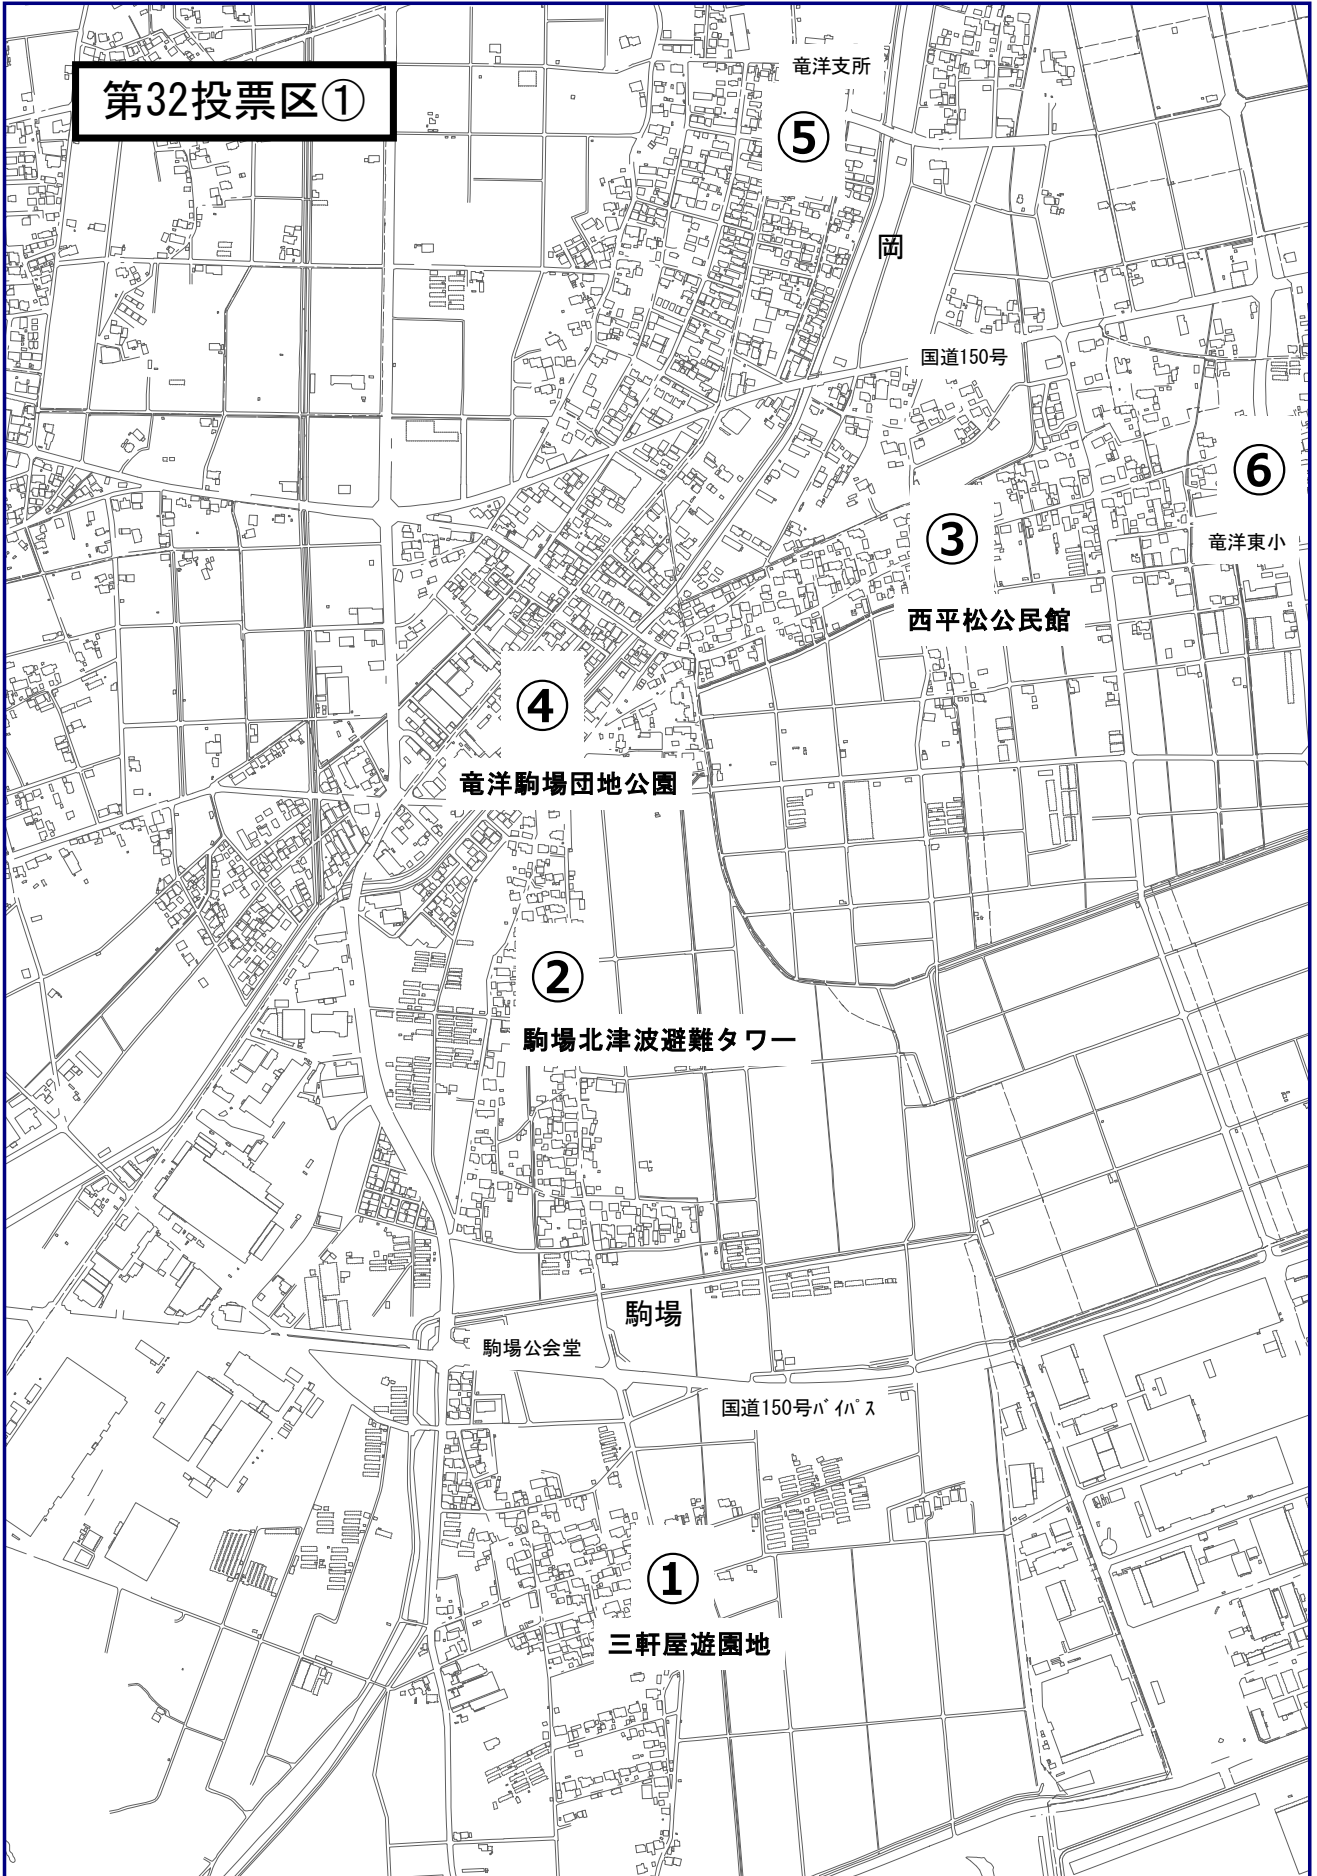 第32投票区①
竜洋支所
⑤
岡
国道150号
⑥
③
竜洋東小
西平松公民館
④
竜洋駒場団地公園
②
駒場北津波避難タワー
駒場
駒場公会堂
国道150号ﾊﾞｲﾊﾟｽ
①
三軒屋遊園地